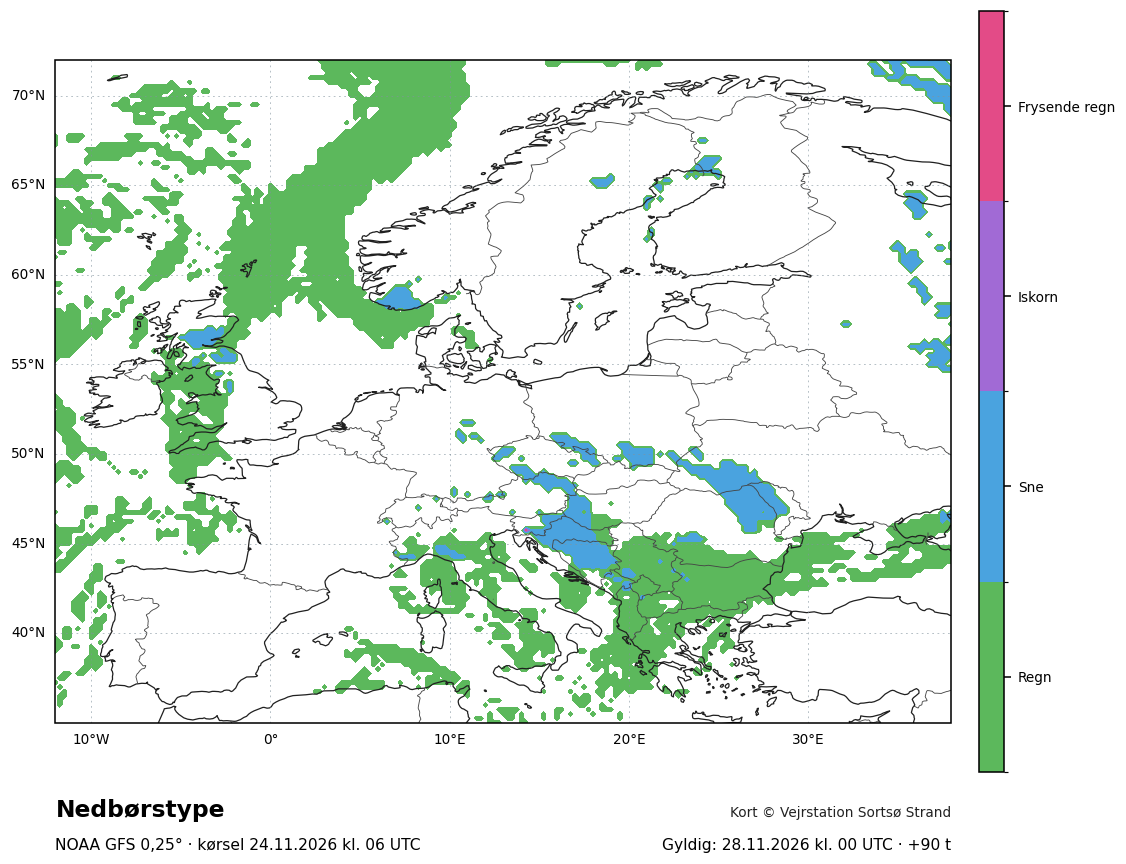 Frysende regn
Iskorn
Sne
Regn
70°N
65°N
60°N
55°N
50°N
45°N
40°N
10°W
0°
10°E
20°E
30°E
Nedbørstype
Kort © Vejrstation Sortsø Strand
NOAA GFS 0,25° · kørsel 24.11.2026 kl. 06 UTC
Gyldig: 28.11.2026 kl. 00 UTC · +90 t